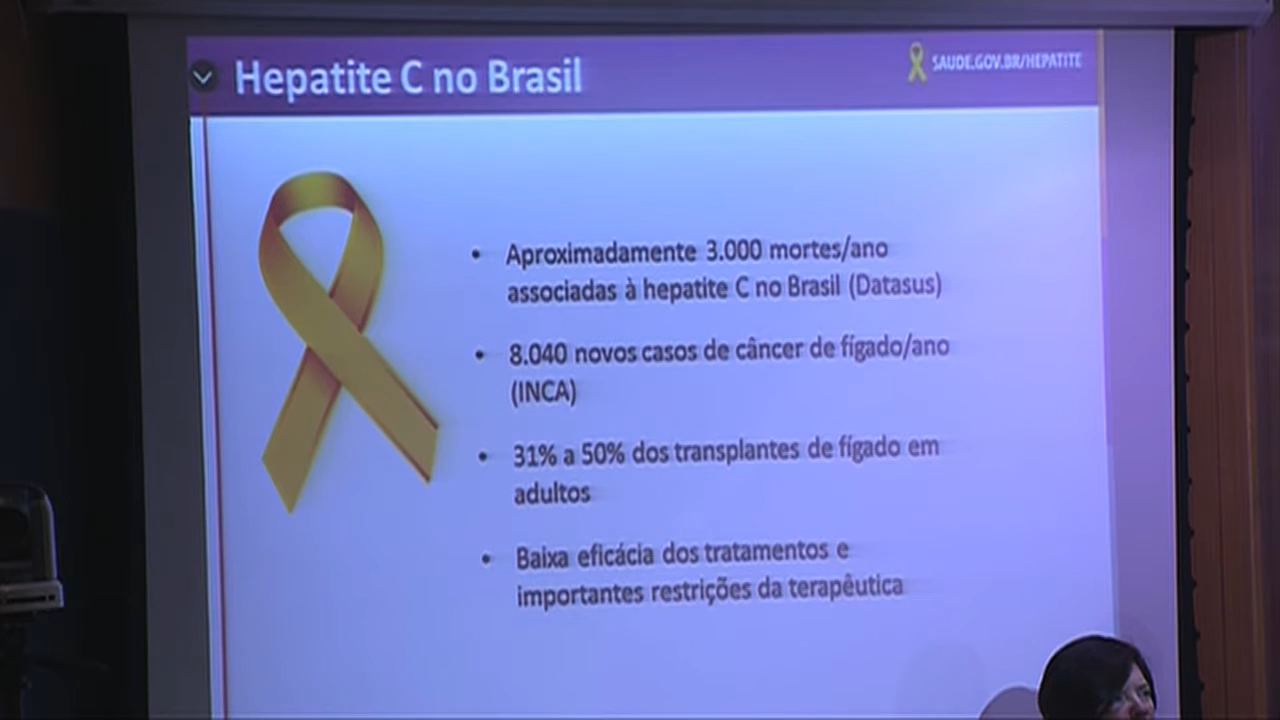 Hepatite C no Brasil
SAUDE.GOV.BR/HEPATITE
• Aproximadamente 3.000 mortes/ano
associadas à hepatite C no Brasil (Datasus)
• 8.040 novos casos de câncer de fígado/ano
(INCA)
• 31% a 50% dos transplantes de fígado em
adultos
• Baixa eficácia dos tratamentos e
importantes restrições da terapêutica